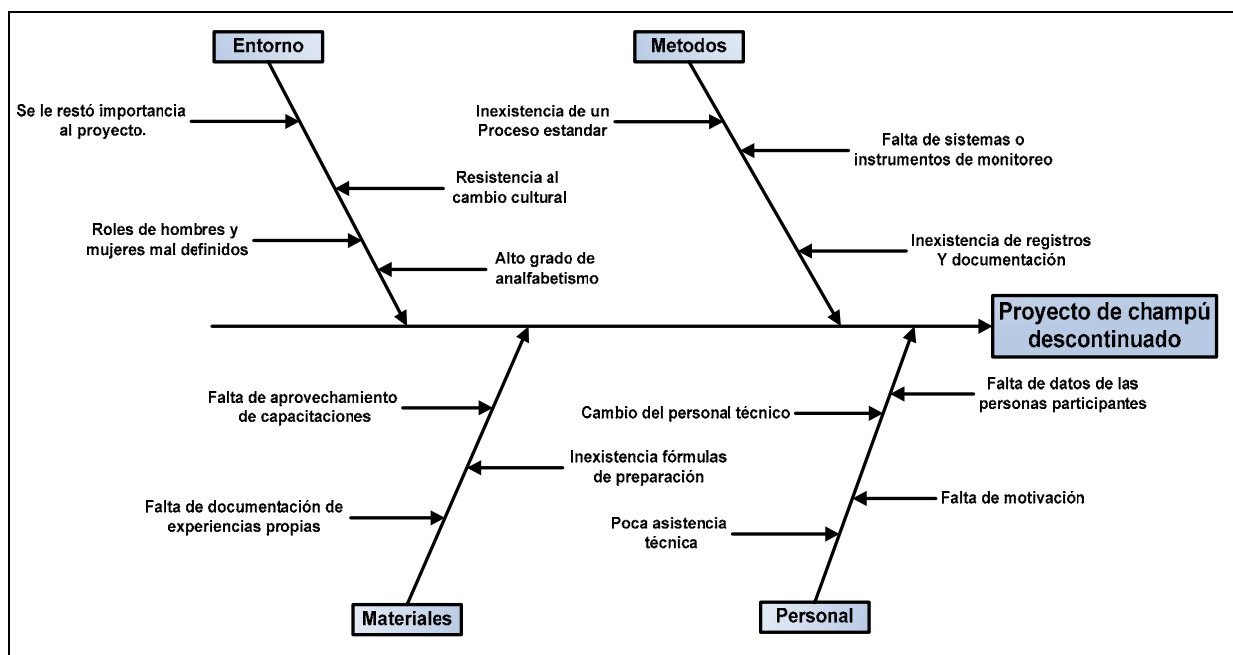 Entorno
Metodos
Se le restó importancia
al proyecto.
Inexistencia de un
Proceso estandar
Falta de sistemas o
instrumentos de monitoreo
Resistencia al
cambio cultural
Roles de hombres y
mujeres mal definidos
Alto grado de
analfabetismo
Inexistencia de registros
Y documentación
Proyecto de champú
descontinuado
Falta de aprovechamiento
de capacitaciones
Cambio del personal técnico
Falta de datos de las
personas participantes
Inexistencia fórmulas
de preparación
Falta de documentación de
experiencias propias
Falta de motivación
Poca asistencia
técnica
Materiales
Personal